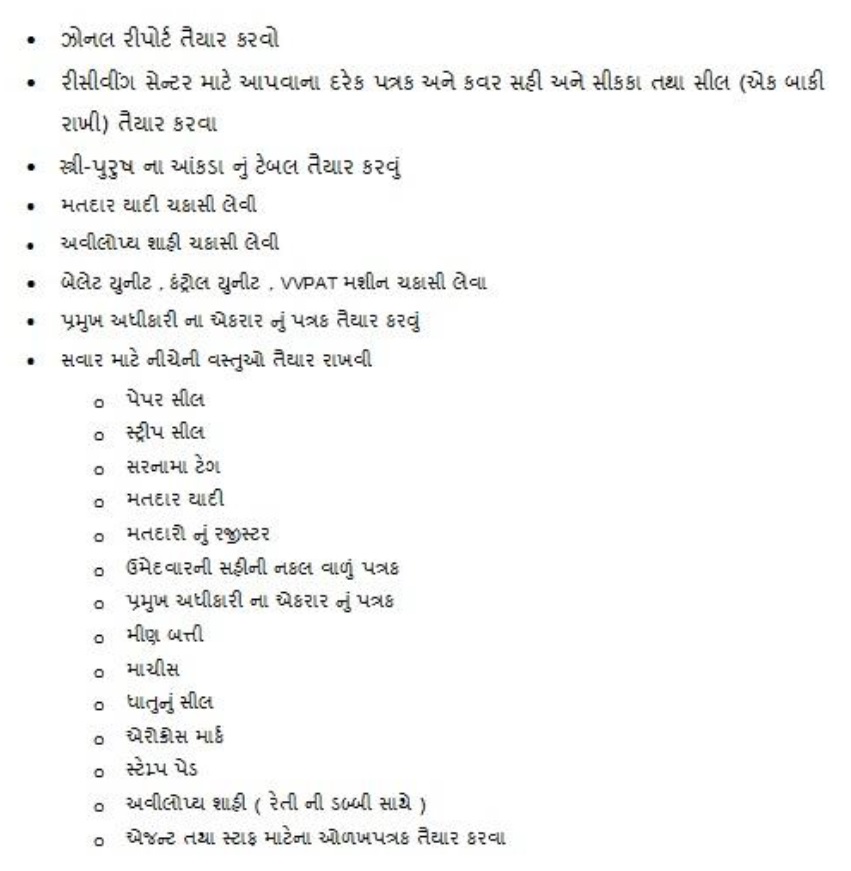 • ઝોનલ રીપોર્ટ તૈયાર કરવો
• રીસીવીંગ સેન્ટર માટે આપવાના દરેક પત્રક અને કવર સહી અને સીકકા તથા સીલ (એક બાકી
રાખી) તૈયાર કરવા
• સ્ત્રી-પુરુષ ના આંકડા નું ટેબલ તૈયાર કરવું
• મતદાર યાદી ચકાસી લેવી
• અવીલોપ્ય શાહી ચકાસી લેવી
• બેલેટ યુનીટ , કંટ્રોલ યુનીટ , VVPAT મશીન ચકાસી લેવા
• પ્રમુખ અધીકારી ના એકરાર નું પત્રક તૈયાર કરવું
• સવાર માટે નીચેની વસ્તુઓ તૈયાર રાખવી
o પેપર સીલ
o સ્ટ્રીપ સીલ
o સરનામા ટેગ
o મતદાર યાદી
o મતદારો નું રજીસ્ટર
o ઉમેદવારની સહીની નકલ વાળું પત્રક
o પ્રમુખ અધીકારી ના એકરાર નું પત્રક
o મીણ બત્તી
o માચીસ
o ધાતુનું સીલ
o એરોક્રોસ માર્ક
o સ્ટેમ્પ પેડ
o અવીલોપ્ય શાહી ( રેતી ની ડબ્બી સાથે )
o એજન્ટ તથા સ્ટાફ માટેના ઓળખપત્રક તૈયાર કરવા